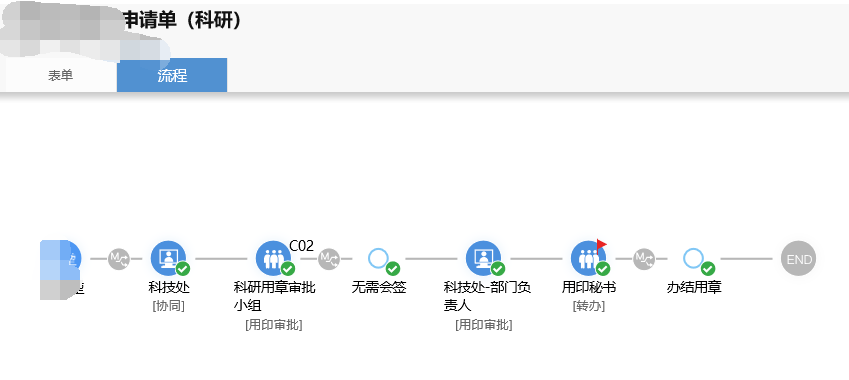 申请单（科研）
表单
流程
C02
M
M
M
END
科技处
[协同]
科研用章审批
小组
[用印审批]
无需会签
科技处-部门负
责人
[用印审批]
用印秘书
[转办]
办结用章